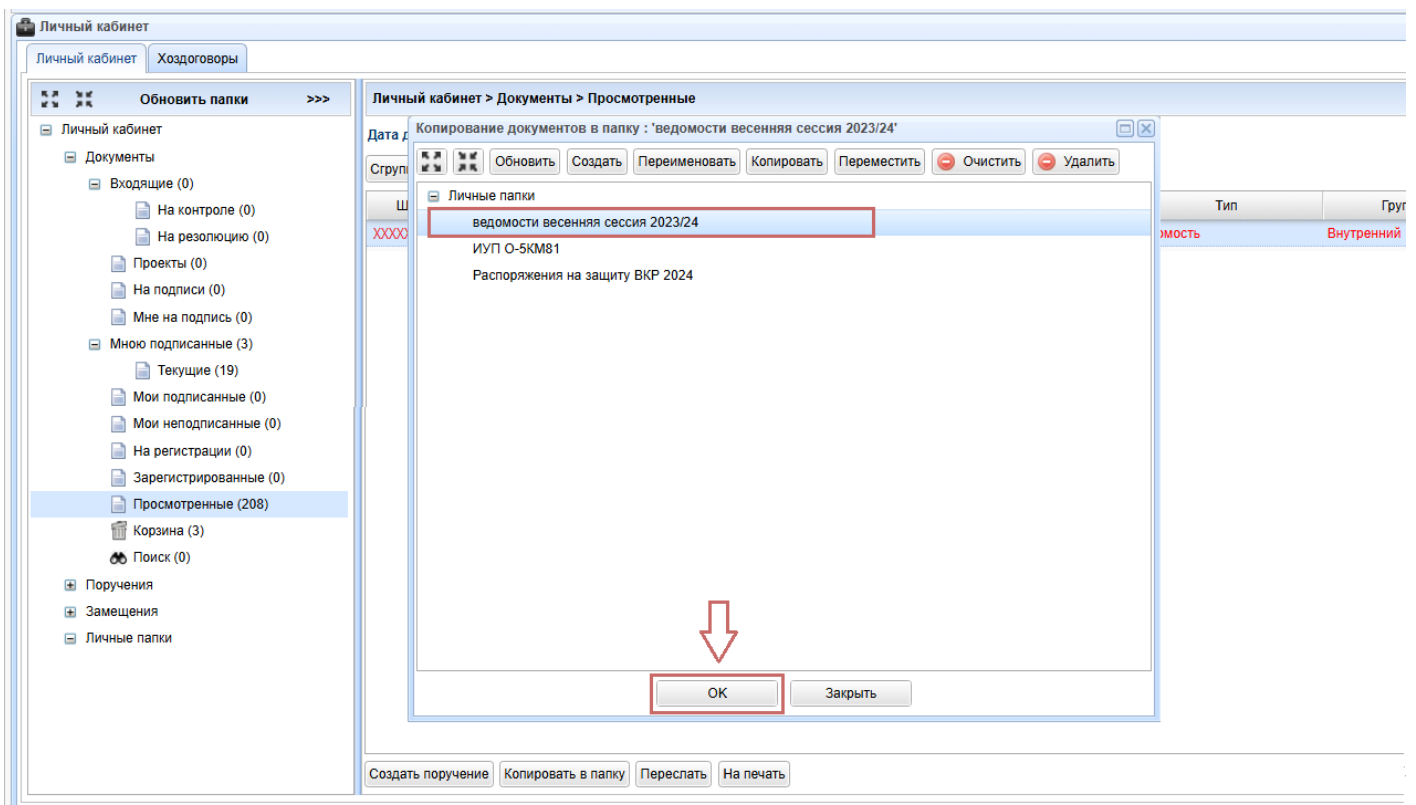 Личный кабинет
Личный кабинет
Хоздоговоры
Обновить папки >>>
Личный кабинет
Документы
Входящие (0)
На контроле (0)
На резолюцию (0)
Проекты (0)
На подписи (0)
Мне на подпись (0)
Мною подписанные (3)
Текущие (19)
Мои подписанные (0)
Мои неподписанные (0)
На регистрации (0)
Зарегистрированные (0)
Просмотренные (208)
Корзина (3)
Поиск (0)
Поручения
Замещения
Личные папки
Личный кабинет > Документы > Просмотренные
Дата
Копирование документов в папку : 'ведомости весенняя сессия 2023/24'
Обновить Создать Переименовать Копировать Переместить Очистить Удалить
Личные папки
ведомости весенняя сессия 2023/24
ИУП О-5КМ81
Распоряжения на защиту ВКР 2024
OK Закрыть
Тип
Внутренний
Создать поручение Копировать в папку Переслать На печать